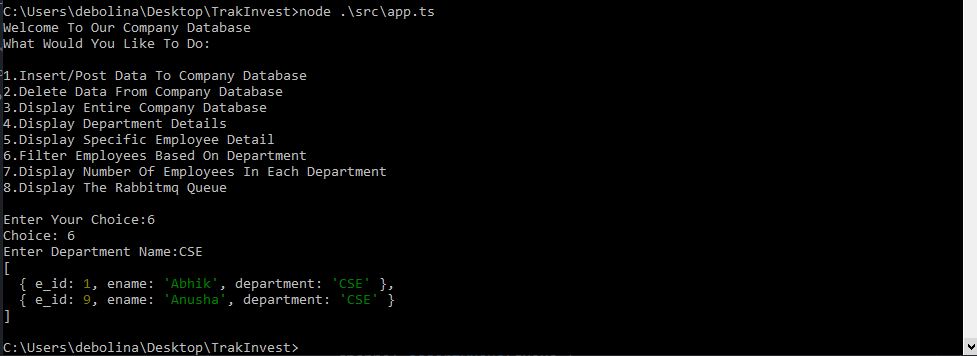 C:\Users\debolina\Desktop\TrakInvest>node .\src\app.ts
Welcome To Our Company Database
What Would You Like To Do:
1.Insert/Post Data To Company Database
2.Delete Data From Company Database
3.Display Entire Company Database
4.Display Department Details
5.Display Specific Employee Detail
6.Filter Employees Based On Department
7.Display Number Of Employees In Each Department
8.Display The Rabbitmq Queue
Enter Your Choice:6
Choice: 6
Enter Department Name:CSE
[
  { e_id: 1, ename: 'Abhik', department: 'CSE' },
  { e_id: 9, ename: 'Anusha', department: 'CSE' }
]
C:\Users\debolina\Desktop\TrakInvest>